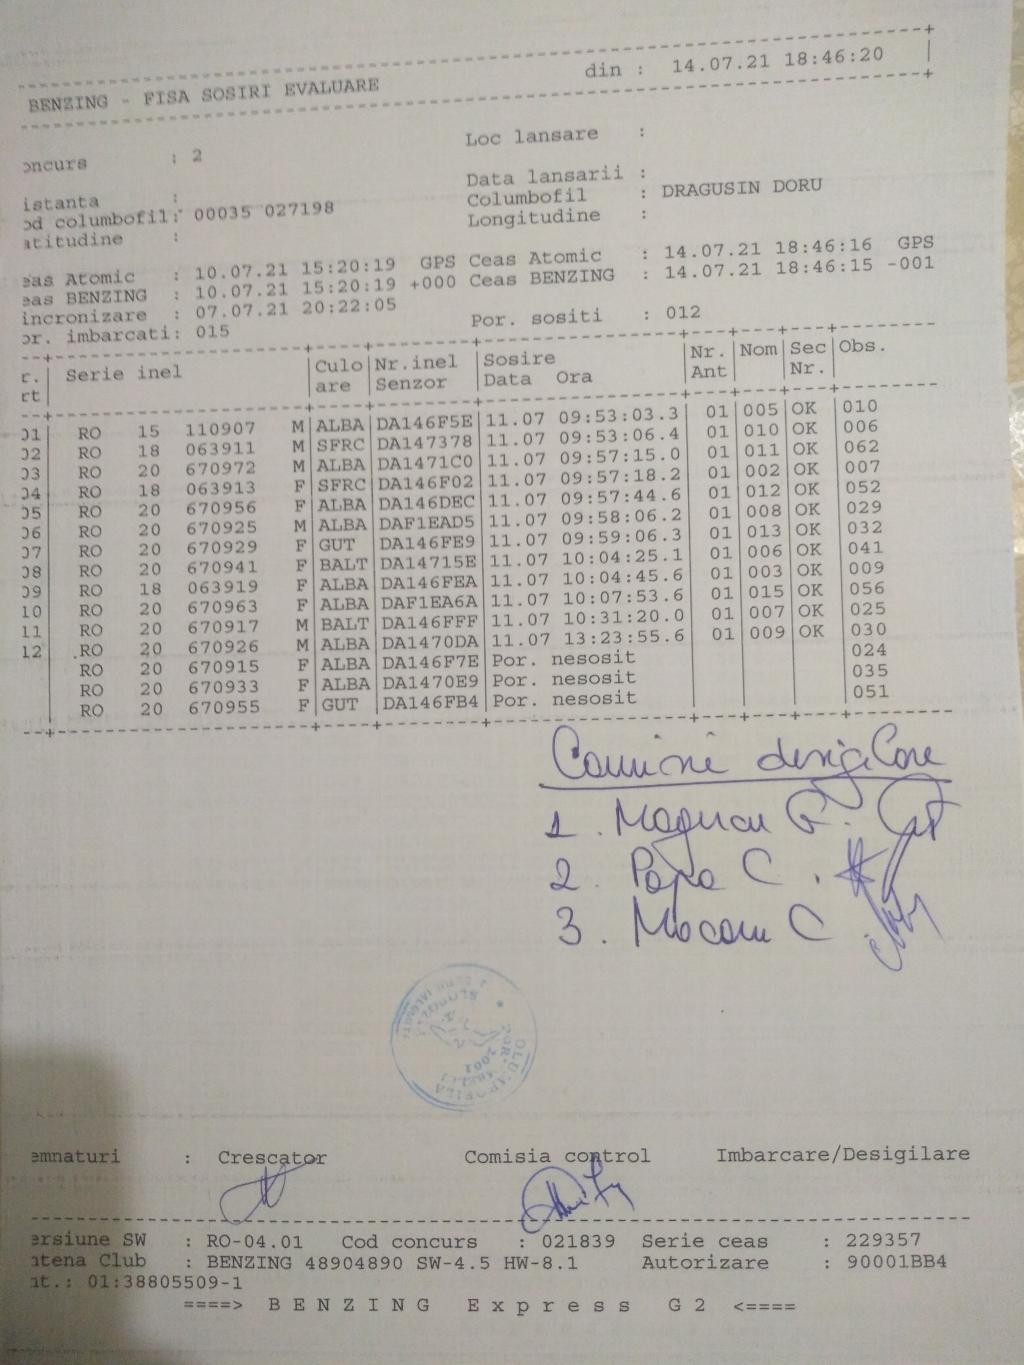 BENZING - FISA SOSIRI EVALUARE din : 14.07.21 18:46:20
oncurs : 2 Loc lansare :
istanta : Data lansarii :
od columbofil: 00035 027198 Columbofil : DRAGUSIN DORU
atitudine : Longitudine :
eas Atomic : 10.07.21 15:20:19 GPS Ceas Atomic : 14.07.21 18:46:16 GPS
eas BENZING : 10.07.21 15:20:19 +000 Ceas BENZING : 14.07.21 18:46:15 -001
incronizare : 07.07.21 20:22:05
or. imbarcati: 015 Por. sositi : 012
r. Serie inel Culo Nr.inel Sosire Nr. Nom Sec Obs.
rt are Senzor Data Ora Ant Nr.
01 RO 15 110907 M ALBA DA146F5E 11.07 09:53:03.3 01 005 OK 010
02 RO 18 063911 M SFRC DA147378 11.07 09:53:06.4 01 010 OK 006
03 RO 20 670972 M ALBA DA1471C0 11.07 09:57:15.0 01 011 OK 062
04 RO 18 063913 F SFRC DA146F02 11.07 09:57:18.2 01 002 OK 007
05 RO 20 670956 F ALBA DA146DEC 11.07 09:57:44.6 01 012 OK 052
06 RO 20 670925 M ALBA DAF1EAD5 11.07 09:58:06.2 01 008 OK 029
07 RO 20 670929 F GUT DA146FE9 11.07 09:59:06.3 01 013 OK 032
08 RO 20 670941 F BALT DA14715E 11.07 10:04:25.1 01 006 OK 041
09 RO 18 063919 F ALBA DA146FEA 11.07 10:04:45.6 01 003 OK 009
10 RO 20 670963 F ALBA DAF1EA6A 11.07 10:07:53.6 01 015 OK 056
11 RO 20 670917 M BALT DA146FFF 11.07 10:31:20.0 01 007 OK 025
12 RO 20 670926 M ALBA DA1470DA 11.07 13:23:55.6 01 009 OK 030
RO 20 670915 F ALBA DA146F7E Por. nesosit 024
RO 20 670933 F ALBA DA1470E9 Por. nesosit 035
RO 20 670955 F GUT DA146FB4 Por. nesosit 051
1. G.
2. Popa C.
3. Mocanu C
2001
emnaturi : Crescator Comisia control Imbarcare/Desigilare
ersiune SW : RO-04.01 Cod concurs : 021839 Serie ceas : 229357
ntena Club : BENZING 48904890 SW-4.5 HW-8.1 Autorizare : 90001BB4
at.: 01:38805509-1
====> B E N Z I N G E x p r e s s G 2 <====